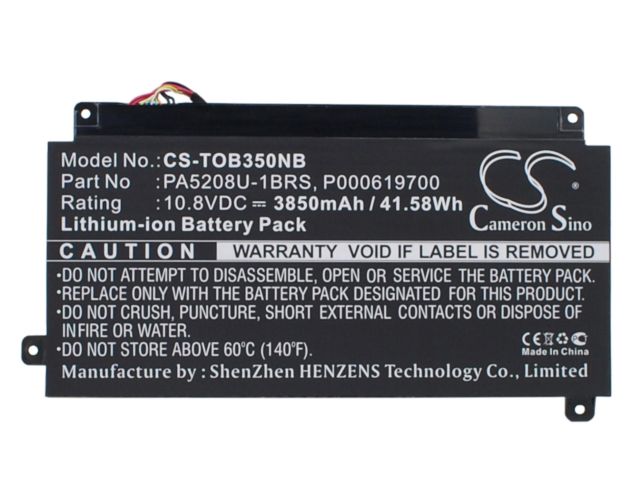 Model No.: CS-TOB350NB
Part No : PA5208U-1BRS, P000619700
Rating : 10.8VDC ⎓ 3850mAh / 41.58Wh
Lithium-ion Battery Pack
CS
Cameron Sino
CAUTION WARRANTY VOID IF LABEL IS REMOVED
•DO NOT ATTEMPT TO DISASSEMBLE, OPEN OR SERVICE THE BATTERY PACK.
•REPLACE ONLY WITH THE BATTERY PACK DESIGNATED FOR THIS PRODUCT.
•DO NOT CRUSH, PUNCTURE, SHORT EXTERNAL CONTACTS OR DISPOSE OF
INFIRE OR WATER.
•DO NOT STORE ABOVE 60°C (140°F).
CE
Made In China
Manufacturer by : ShenZhen HENZENS Technology Co., Ltd.